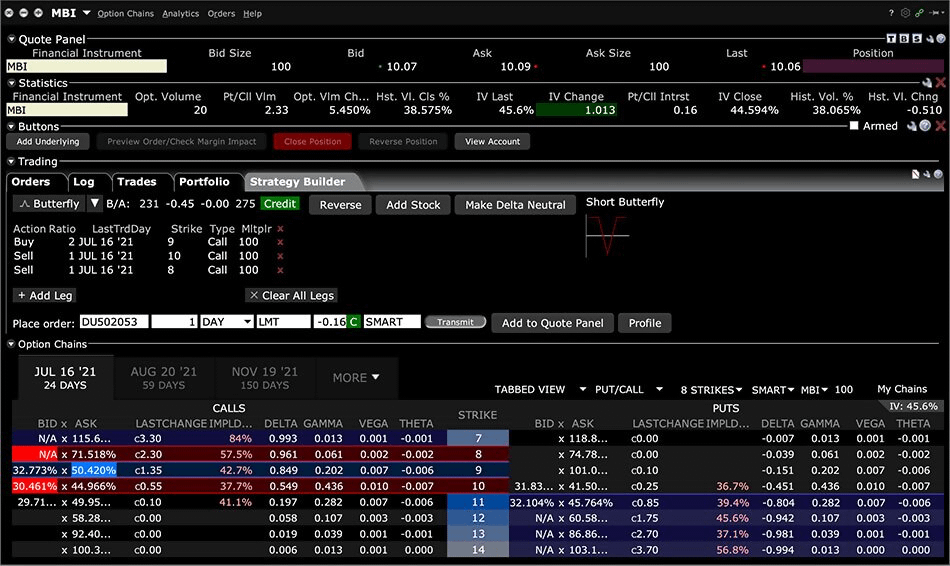 MBI Option Chains Analytics Orders Help ?
Quote Panel T B S
Financial Instrument Bid Size Bid Ask Ask Size Last Position
MBI 100 10.07 10.09 100 10.06
Statistics
Financial Instrument Opt. Volume Pt/Cll Vlm Opt. Vlm Ch... Hst. Vl. Cls % IV Last IV Change Pt/Cll Intrst IV Close Hist. Vol. % Hst. Vl. Chng
MBI 20 2.33 5.450% 38.575% 45.6% 1.013 0.16 44.594% 38.065% -0.510
Buttons Armed
Add Underlying Preview Order/Check Margin Impact Close Position Reverse Position View Account
Trading
Orders Log Trades Portfolio Strategy Builder
Butterfly B/A: 231 -0.45 -0.00 275 Credit Reverse Add Stock Make Delta Neutral Short Butterfly
Action Ratio LastTrdDay Strike Type Mltplr x
Buy 2 JUL 16 '21 9 Call 100 x
Sell 1 JUL 16 '21 10 Call 100 x
Sell 1 JUL 16 '21 8 Call 100 x
+ Add Leg × Clear All Legs
Place order: DU502053 1 DAY LMT -0.16 C SMART Transmit Add to Quote Panel Profile
Option Chains
JUL 16 '21 AUG 20 '21 NOV 19 '21 MORE
24 DAYS 59 DAYS 150 DAYS
TABBED VIEW PUT/CALL 8 STRIKES SMART MBI 100 My Chains
CALLS PUTS IV: 45.6%
BID x ASK LASTCHANGE IMPLD... DELTA GAMMA VEGA THETA STRIKE BID x ASK LASTCHANGE IMPLD... DELTA GAMMA VEGA THETA
N/A x 115.6... c3.30 84% 0.993 0.013 0.001 -0.001 7 x 118.8... c0.00 -0.007 0.013 0.001 -0.001
N/A x 71.518% c2.30 57.5% 0.961 0.061 0.002 -0.002 8 x 74.78... c0.00 -0.039 0.061 0.002 -0.002
32.773% x 50.420% c1.35 42.7% 0.849 0.202 0.007 -0.006 9 x 101.0... c0.10 -0.151 0.202 0.007 -0.006
30.461% x 44.966% c0.55 37.7% 0.549 0.436 0.010 -0.007 10 31.83... x 41.50... c0.25 36.7% -0.451 0.436 0.010 -0.007
29.71... x 49.95... c0.10 41.1% 0.197 0.282 0.007 -0.006 11 32.104% x 45.764% c0.85 39.4% -0.804 0.282 0.007 -0.006
x 58.28... c0.00 0.058 0.107 0.003 -0.003 12 N/A x 60.58... c1.75 45.6% -0.942 0.107 0.003 -0.003
x 92.40... c0.00 0.019 0.039 0.001 -0.001 13 N/A x 86.86... c2.70 37.1% -0.981 0.039 0.001 -0.001
x 100.3... c0.00 0.006 0.013 0.001 0.000 14 N/A x 103.1... c3.70 56.8% -0.994 0.013 0.000 0.000